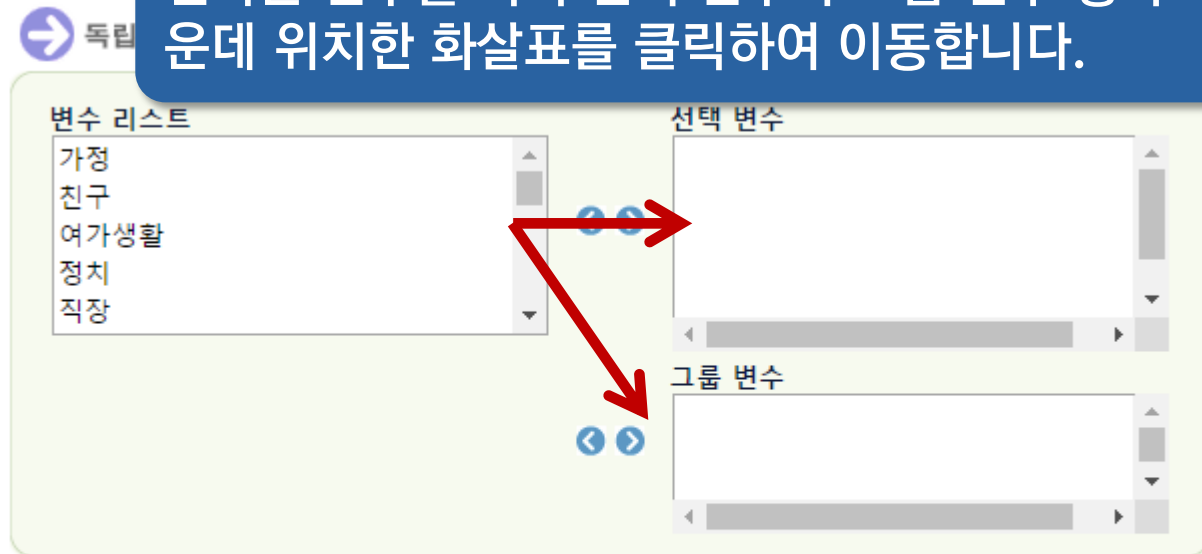 독립
운데 위치한 화살표를 클릭하여 이동합니다.
변수 리스트
가정
친구
여가생활
정치
직장
선택 변수
그룹 변수